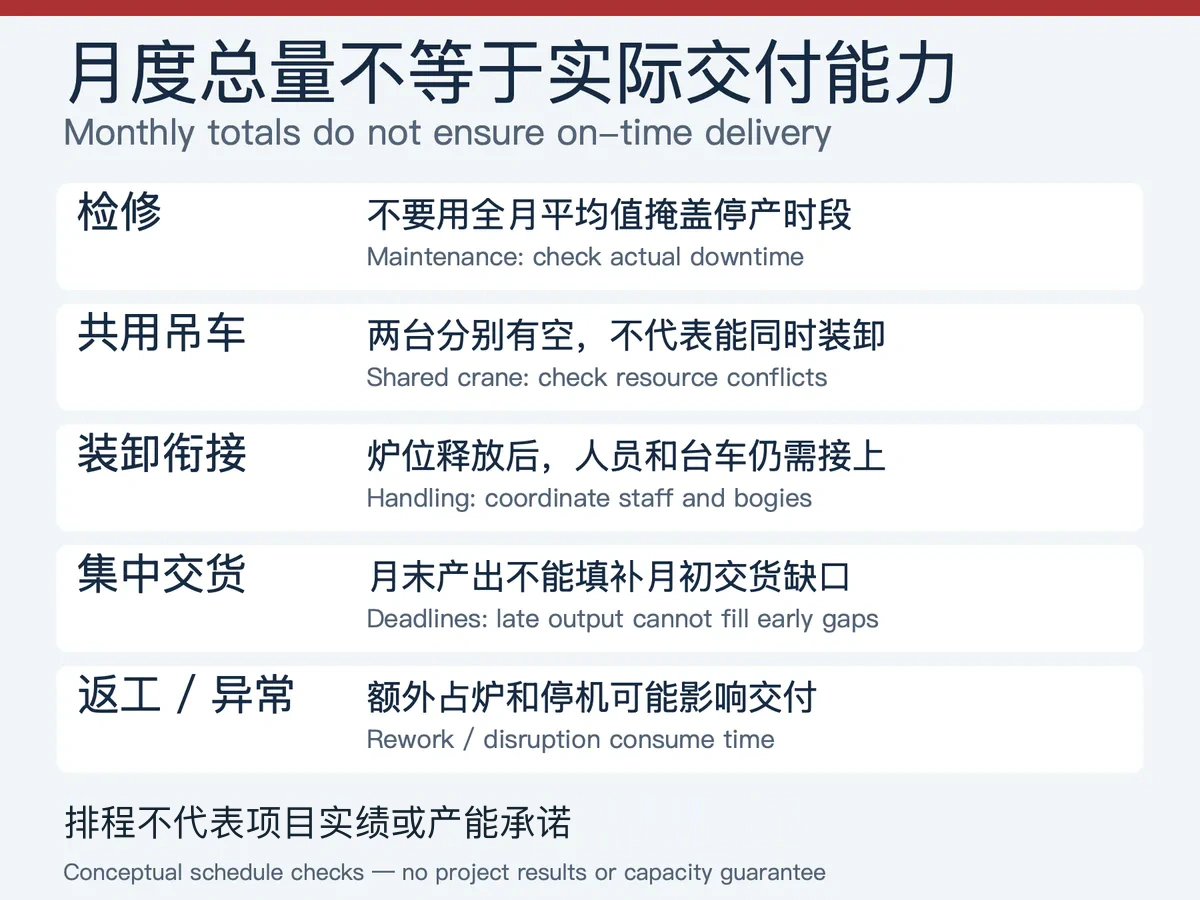 月度总量不等于实际交付能力
Monthly totals do not ensure on-time delivery
检修
不要用全月平均值掩盖停产时段
Maintenance: check actual downtime
共用吊车
两台分别有空，不代表能同时装卸
Shared crane: check resource conflicts
装卸衔接
炉位释放后，人员和台车仍需接上
Handling: coordinate staff and bogies
集中交货
月末产出不能填补月初交货缺口
Deadlines: late output cannot fill early gaps
返工 / 异常
额外占炉和停机可能影响交付
Rework / disruption consume time
排程不代表项目实绩或产能承诺
Conceptual schedule checks — no project results or capacity guarantee